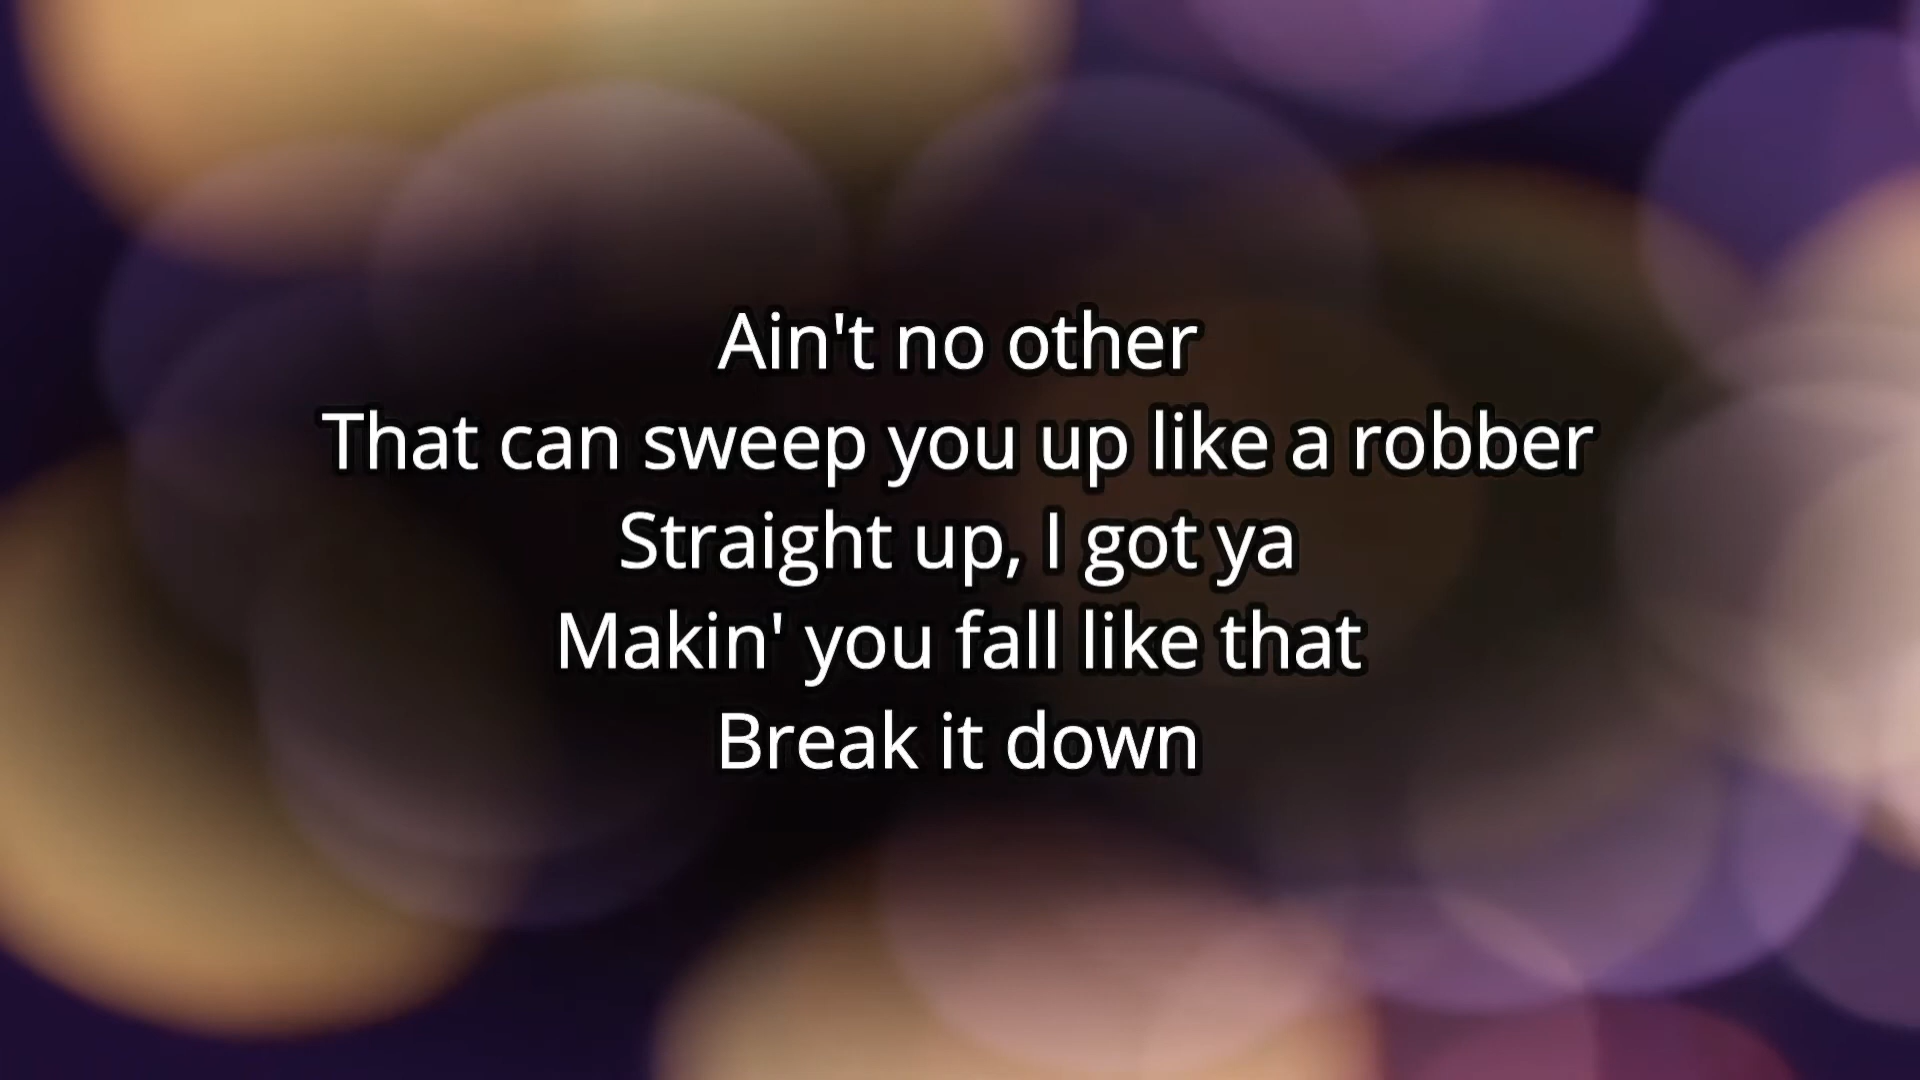 Ain't no other
That can sweep you up like a robber
Straight up, I got ya
Makin' you fall like that
Break it down